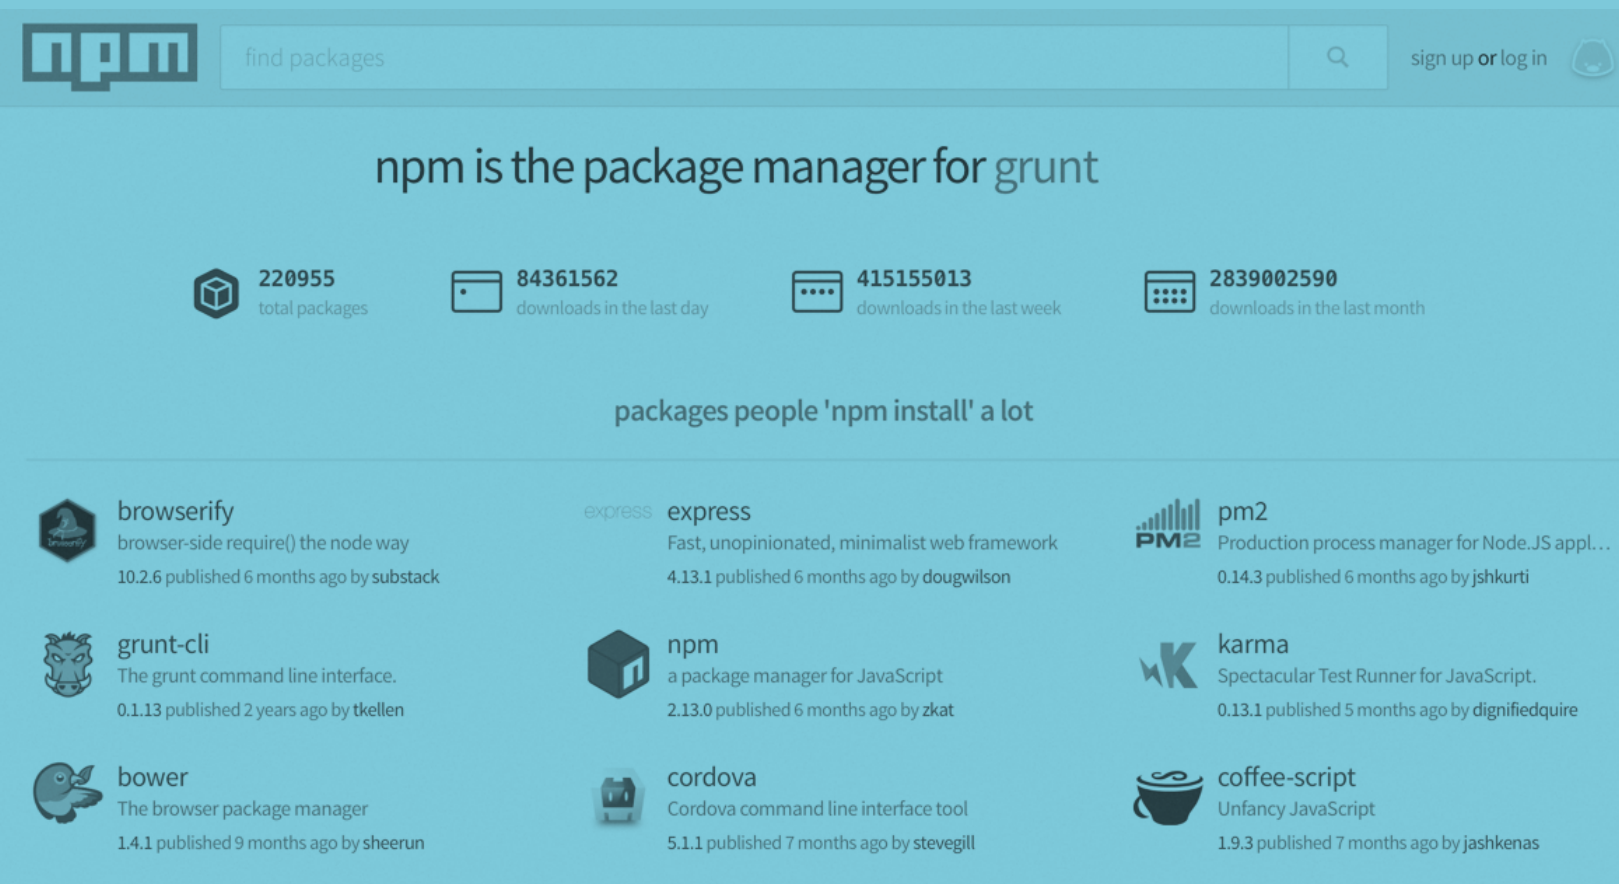 npm
find packages
sign up or log in
npm is the package manager for grunt
220955
total packages
84361562
downloads in the last day
415155013
downloads in the last week
2839002590
downloads in the last month
packages people 'npm install' a lot
browserify
browserify
browser-side require() the node way
10.2.6 published 6 months ago by substack
express
express
Fast, unopinionated, minimalist web framework
4.13.1 published 6 months ago by dougwilson
PM2
pm2
Production process manager for Node.JS appl...
0.14.3 published 6 months ago by jshkurti
grunt-cli
The grunt command line interface.
0.1.13 published 2 years ago by tkellen
n
npm
a package manager for JavaScript
2.13.0 published 6 months ago by zkat
K
karma
Spectacular Test Runner for JavaScript.
0.13.1 published 5 months ago by dignifiedquire
bower
The browser package manager
1.4.1 published 9 months ago by sheerun
cordova
Cordova command line interface tool
5.1.1 published 7 months ago by stevegill
coffee-script
Unfancy JavaScript
1.9.3 published 7 months ago by jashkenas